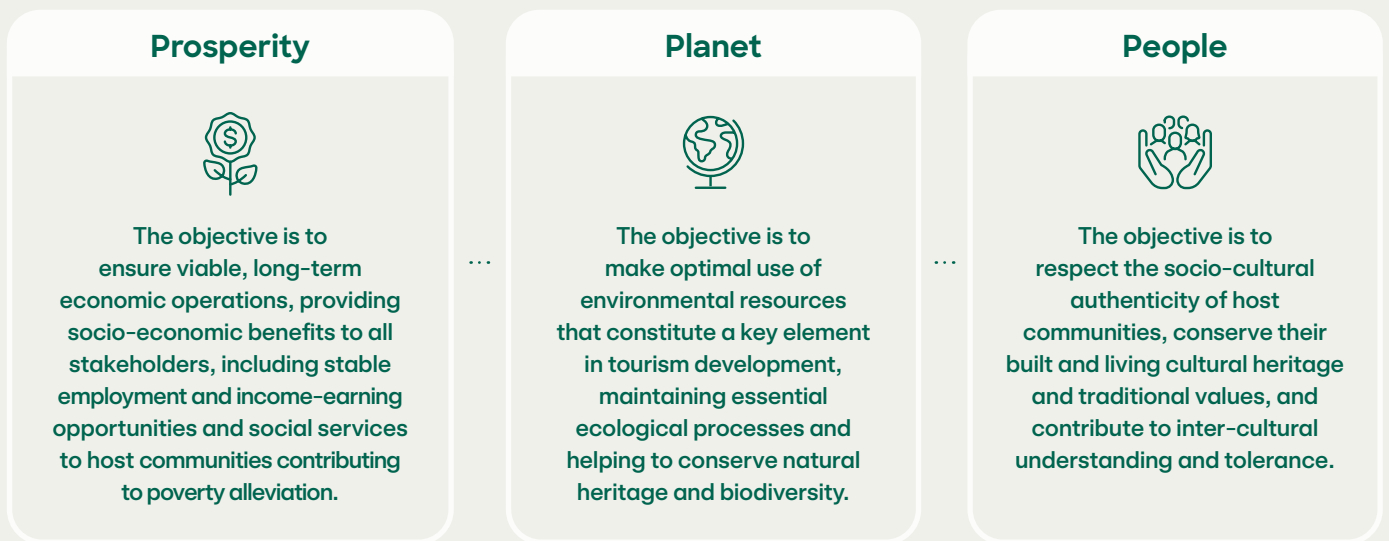 Prosperity
$
The objective is to
ensure viable, long-term
economic operations, providing
socio-economic benefits to all
stakeholders, including stable
employment and income-earning
opportunities and social services
to host communities contributing
to poverty alleviation.
...
Planet
The objective is to
make optimal use of
environmental resources
that constitute a key element
in tourism development,
maintaining essential
ecological processes and
helping to conserve natural
heritage and biodiversity.
...
People
The objective is to
respect the socio-cultural
authenticity of host
communities, conserve their
built and living cultural heritage
and traditional values, and
contribute to inter-cultural
understanding and tolerance.